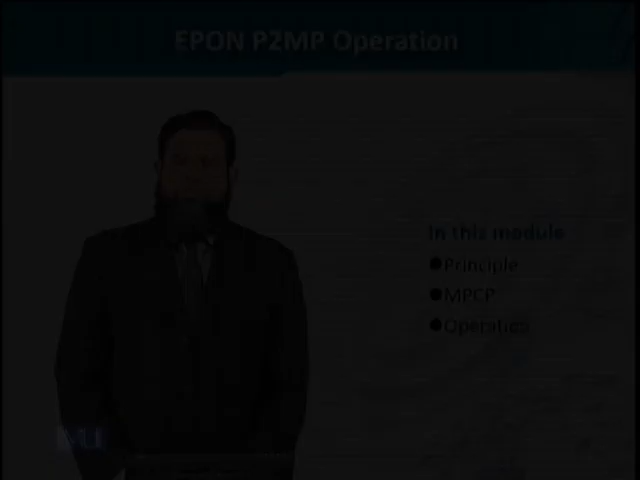 EPON P2MP Operation
In this module
●Principle
●MPCP
●Operation